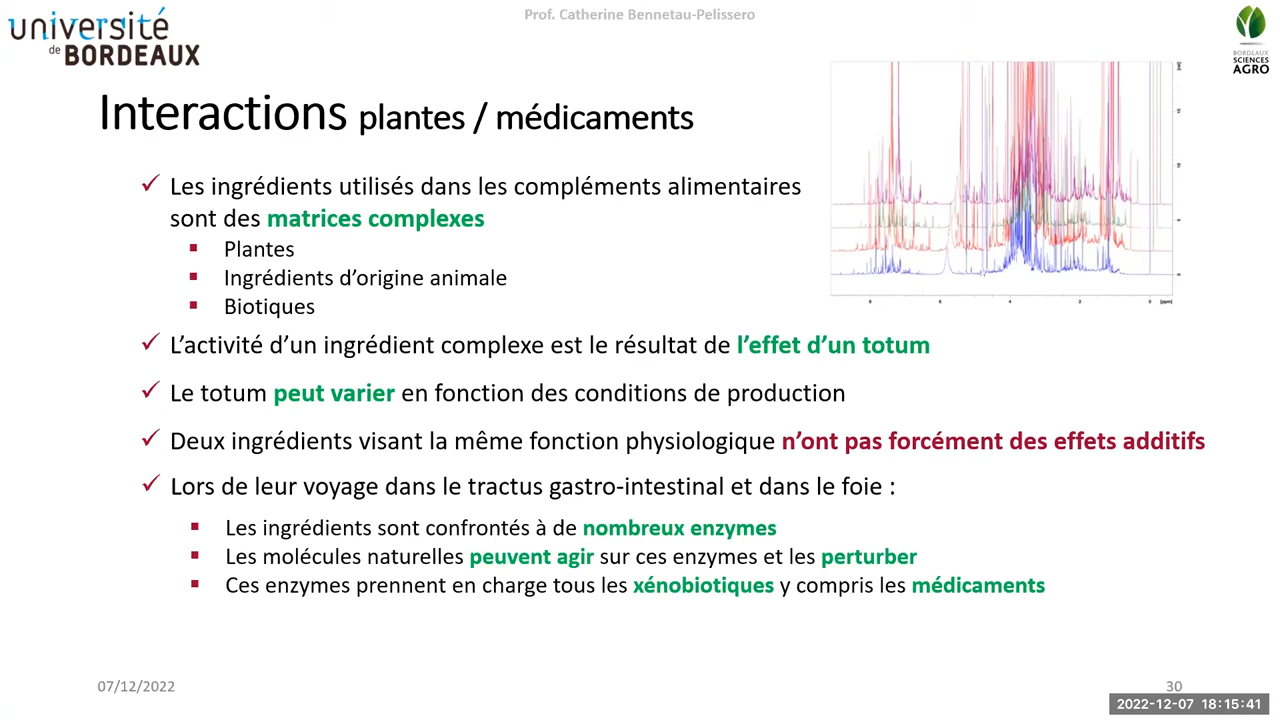 Prof. Catherine Bennetau-Pelissero
université
de BORDEAUX
BORDEAUX
SCIENCES
AGRO
Interactions plantes / médicaments
Les ingrédients utilisés dans les compléments alimentaires
sont des matrices complexes
Plantes
Ingrédients d’origine animale
Biotiques
L’activité d’un ingrédient complexe est le résultat de l’effet d’un totum
Le totum peut varier en fonction des conditions de production
Deux ingrédients visant la même fonction physiologique n’ont pas forcément des effets additifs
Lors de leur voyage dans le tractus gastro-intestinal et dans le foie :
Les ingrédients sont confrontés à de nombreux enzymes
Les molécules naturelles peuvent agir sur ces enzymes et les perturber
Ces enzymes prennent en charge tous les xénobiotiques y compris les médicaments
07/12/2022
30
2022-12-07 18:15:41